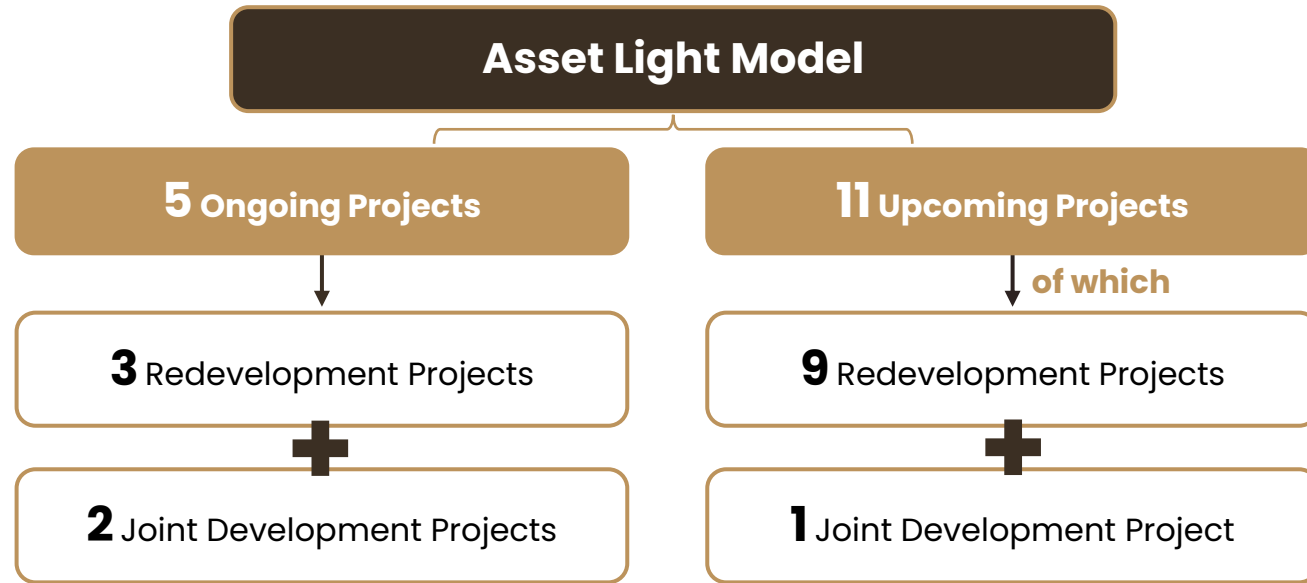 Asset Light Model
5 Ongoing Projects
11 Upcoming Projects
of which
3 Redevelopment Projects
9 Redevelopment Projects
2 Joint Development Projects
1 Joint Development Project